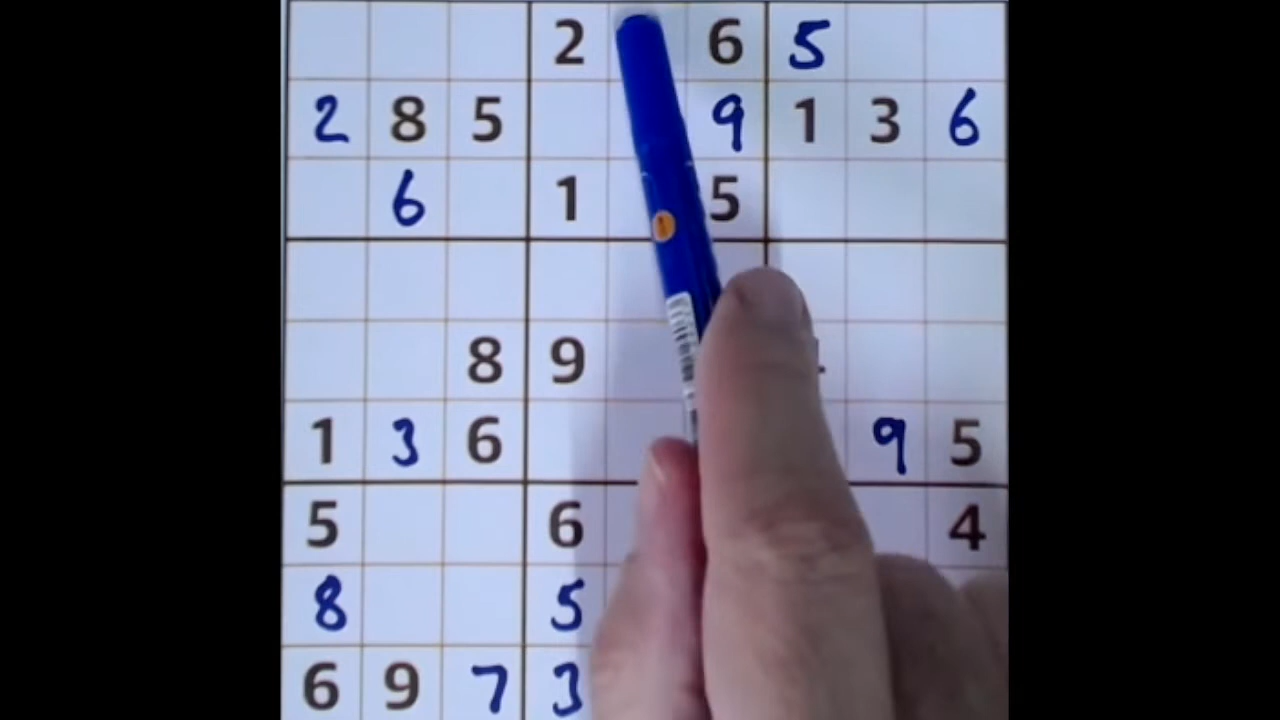 2 6 5
2 8 5 9 1 3 6
6 1 5
8 9
1 3 6 9 5
5 6 4
8 5
6 9 7 3